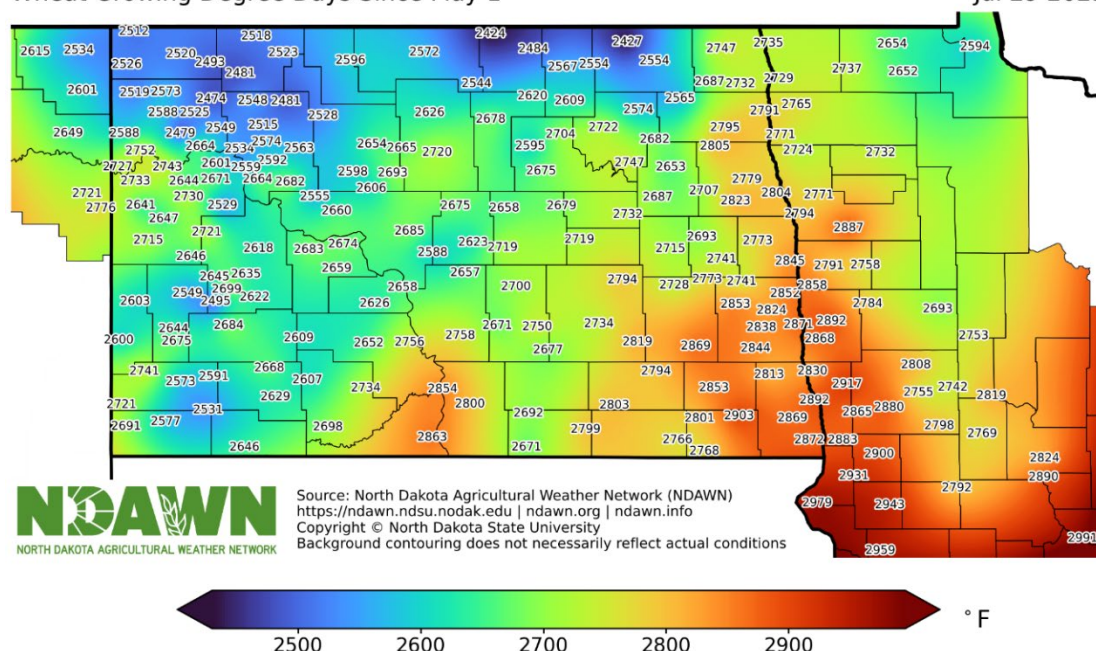 Wheat Growing Degree Days Since May 1
2512 2518 2424 2427 2735
2615 2534 2520 2523 2572 2484 2747 2654 2594
2526 2493 2481 2596 2567 2554 2554 2737 2652
2601 2519 2573 2544 2687 2732 2729
2474 2548 2481 2620 2609 2565
2588 2525 2528 2626 2678 2574 2791 2765
2649 2588 2479 2549 2515 2704 2722 2795 2771
2752 2664 2534 2574 2563 2654 2665 2720 2595 2682 2805 2724 2732
2727 2743 2601 2559 2592 2598 2693 2675 2747 2653
2733 2644 2671 2664 2682 2606 2779
2721 2730 2555 2687 2707 2804 2771
2776 2641 2529 2660 2675 2658 2679 2823
2647 2732 2794
2715 2721 2618 2683 2674 2685 2623 2719 2719 2715 2693 2773 2887
2646 2659 2588 2741 2845 2791 2758
2645 2635 2657 2794 2773 2741
2603 2549 2699 2622 2658 2700 2728 2852 2858
2495 2626 2853 2824 2784 2693
2600 2644 2684 2609 2652 2756 2758 2671 2750 2734 2838 2871 2892
2675 2677 2819 2869 2844 2868 2753
2741 2573 2591 2668 2607 2734 2854 2794 2853 2813 2830 2917 2808
2629 2892 2755 2742 2819
2721 2531 2800 2692 2803 2903 2865 2880
2691 2577 2698 2799 2801 2869 2798 2769
2646 2863 2671 2766 2768 2872 2883 2900
2824
2931 2890
2979 2943 2792
2991
2959
NDAWN
NORTH DAKOTA AGRICULTURAL WEATHER NETWORK
Source: North Dakota Agricultural Weather Network (NDAWN)
https://ndawn.ndsu.nodak.edu | ndawn.org | ndawn.info
Copyright © North Dakota State University
Background contouring does not necessarily reflect actual conditions
°F
2500 2600 2700 2800 2900